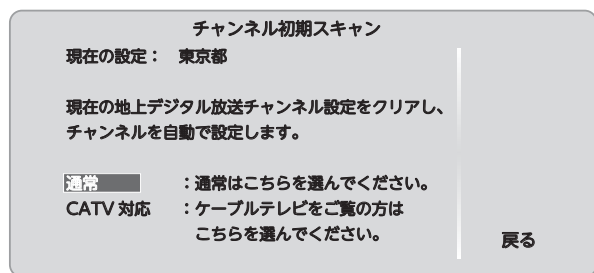 チャンネル初期スキャン
現在の設定： 東京都
現在の地上デジタル放送チャンネル設定をクリアし、
チャンネルを自動で設定します。
通常 ：通常はこちらを選んでください。
CATV 対応 ：ケーブルテレビをご覧の方は
こちらを選んでください。
戻る